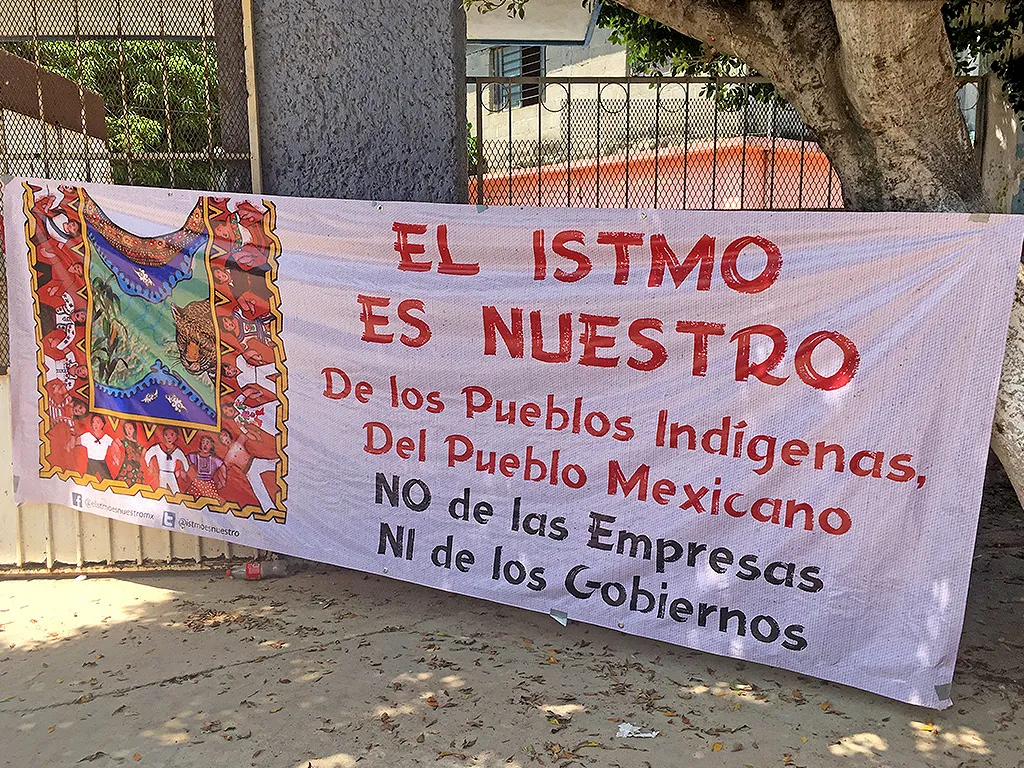 EL ISTMO
ES NUESTRO
De los Pueblos Indígenas,
Del Pueblo Mexicano
NO de las Empresas
NI de los Gobiernos
f @elistmoesnuestromx t @istmoesnuestro